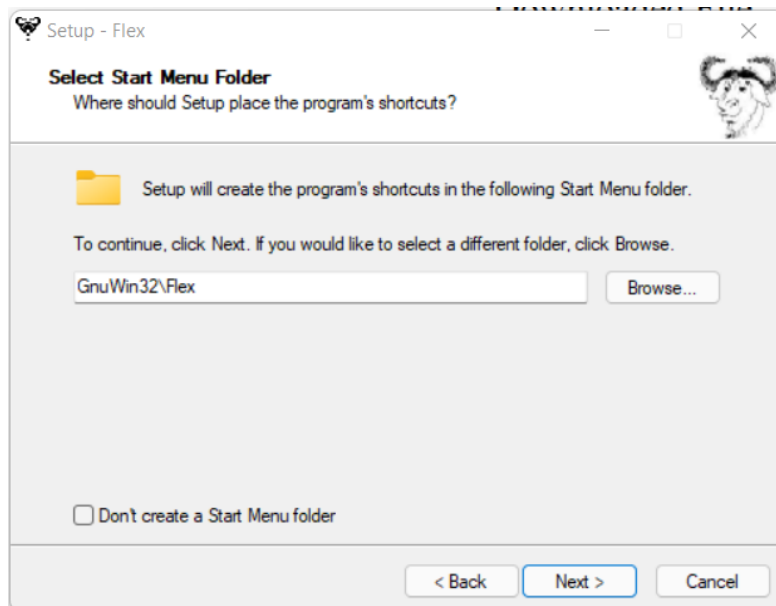 Downloaded File
Setup - Flex
Select Start Menu Folder
Where should Setup place the program's shortcuts?
Setup will create the program's shortcuts in the following Start Menu folder.
To continue, click Next. If you would like to select a different folder, click Browse.
GnuWin32\Flex
Browse...
Don't create a Start Menu folder
< Back
Next >
Cancel